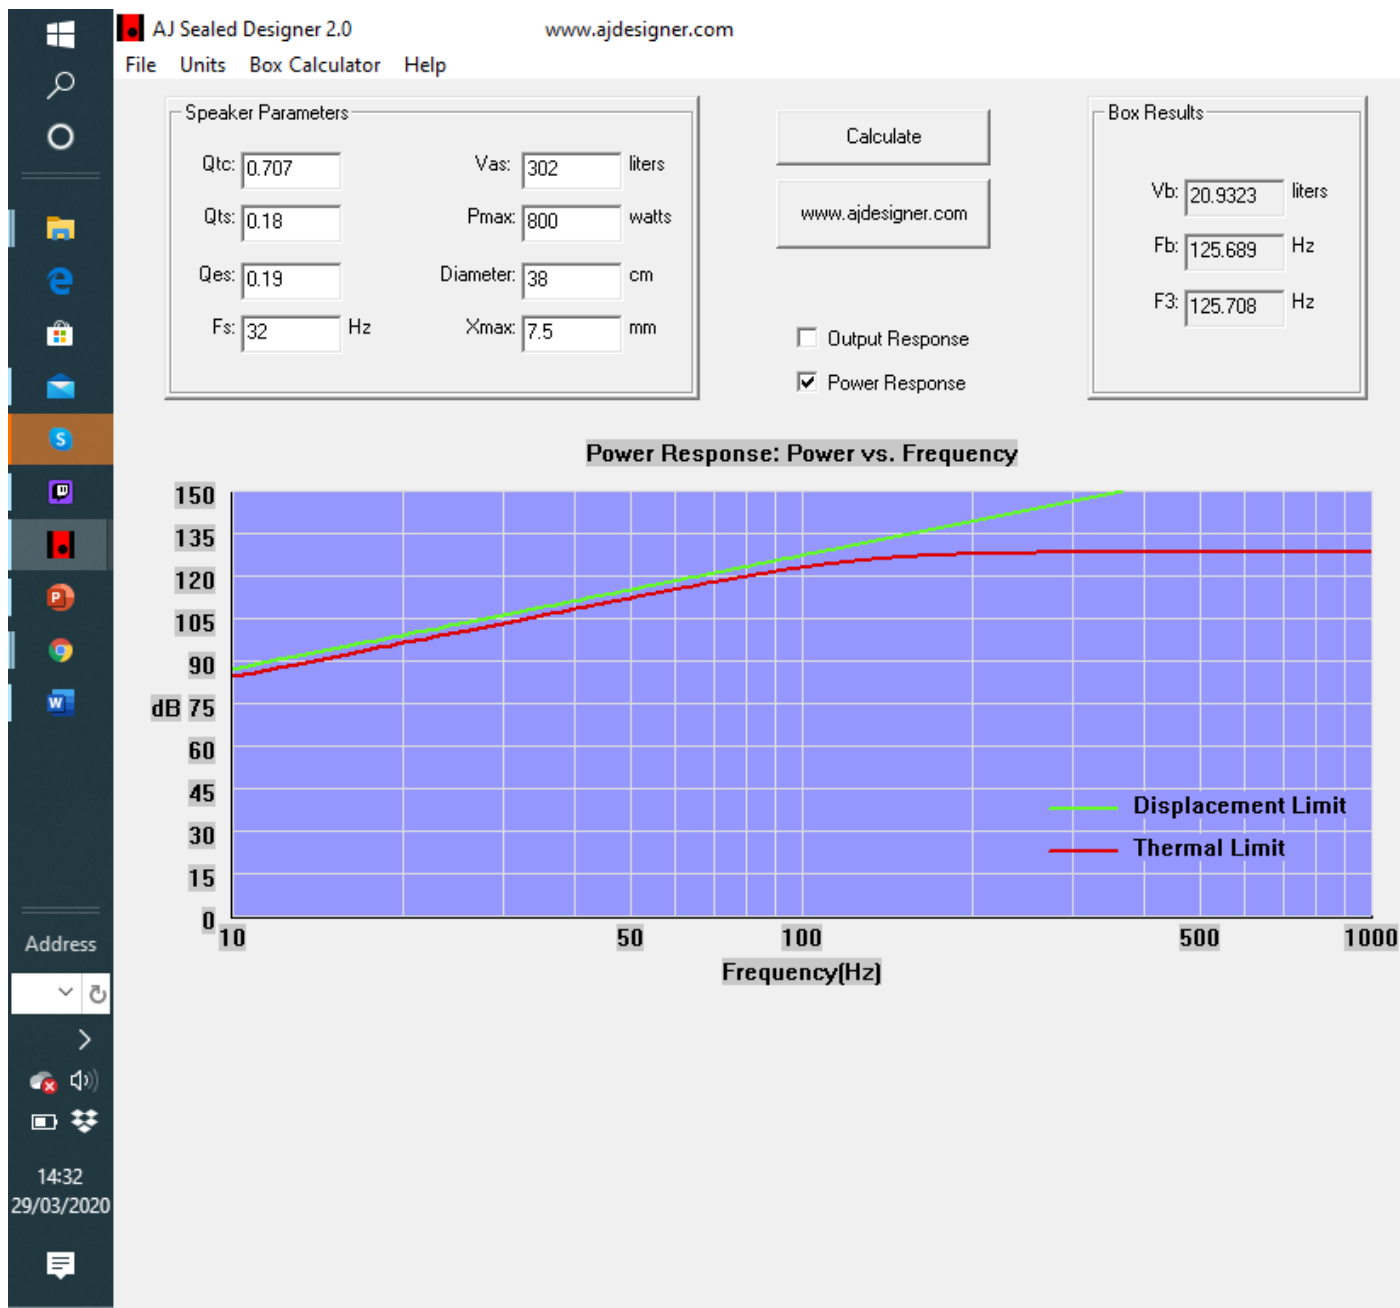 AJ Sealed Designer 2.0 www.ajdesigner.com
File Units Box Calculator Help
Speaker Parameters
Qtc: 0.707 Vas: 302 liters
Qts: 0.18 Pmax: 800 watts
Qes: 0.19 Diameter: 38 cm
Fs: 32 Hz Xmax: 7.5 mm
Calculate
www.ajdesigner.com
Output Response
Power Response
Box Results
Vb: 20.9323 liters
Fb: 125.689 Hz
F3: 125.708 Hz
Power Response: Power vs. Frequency
150
135
120
105
90
dB 75
60
45
30
15
0
Displacement Limit
Thermal Limit
10 50 100 500 1000
Frequency(Hz)
S
P
W
Address
14:32
29/03/2020